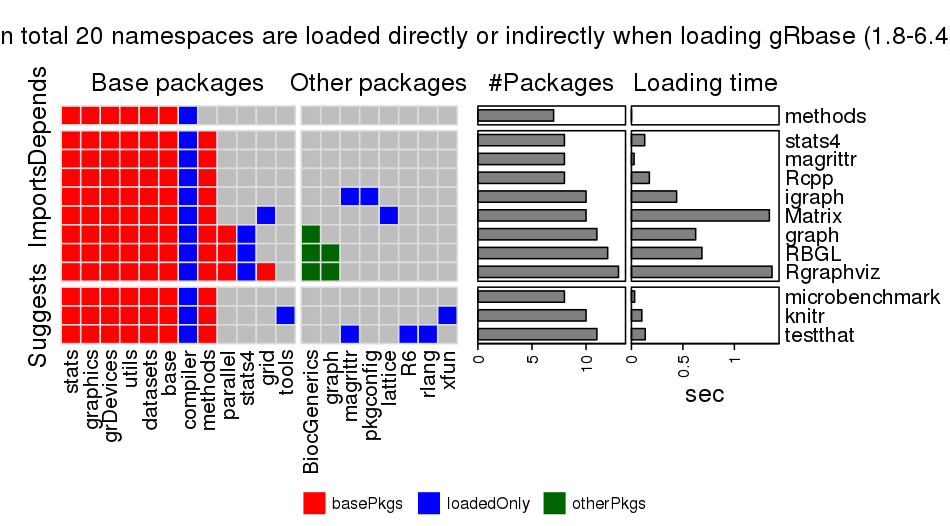 n total 20 namespaces are loaded directly or indirectly when loading gRbase (1.8-6.4
Base packages
Other packages
#Packages
Loading time
Depends
Imports
Suggests
methods
stats4
magrittr
Rcpp
igraph
Matrix
graph
RBGL
Rgraphviz
microbenchmark
knitr
testthat
stats
graphics
grDevices
utils
datasets
base
compiler
methods
parallel
stats4
grid
tools
BiocGenerics
graph
magrittr
pkgconfig
lattice
R6
rlang
xfun
0
5
10
0
0.5
1
sec
basePkgs
loadedOnly
otherPkgs